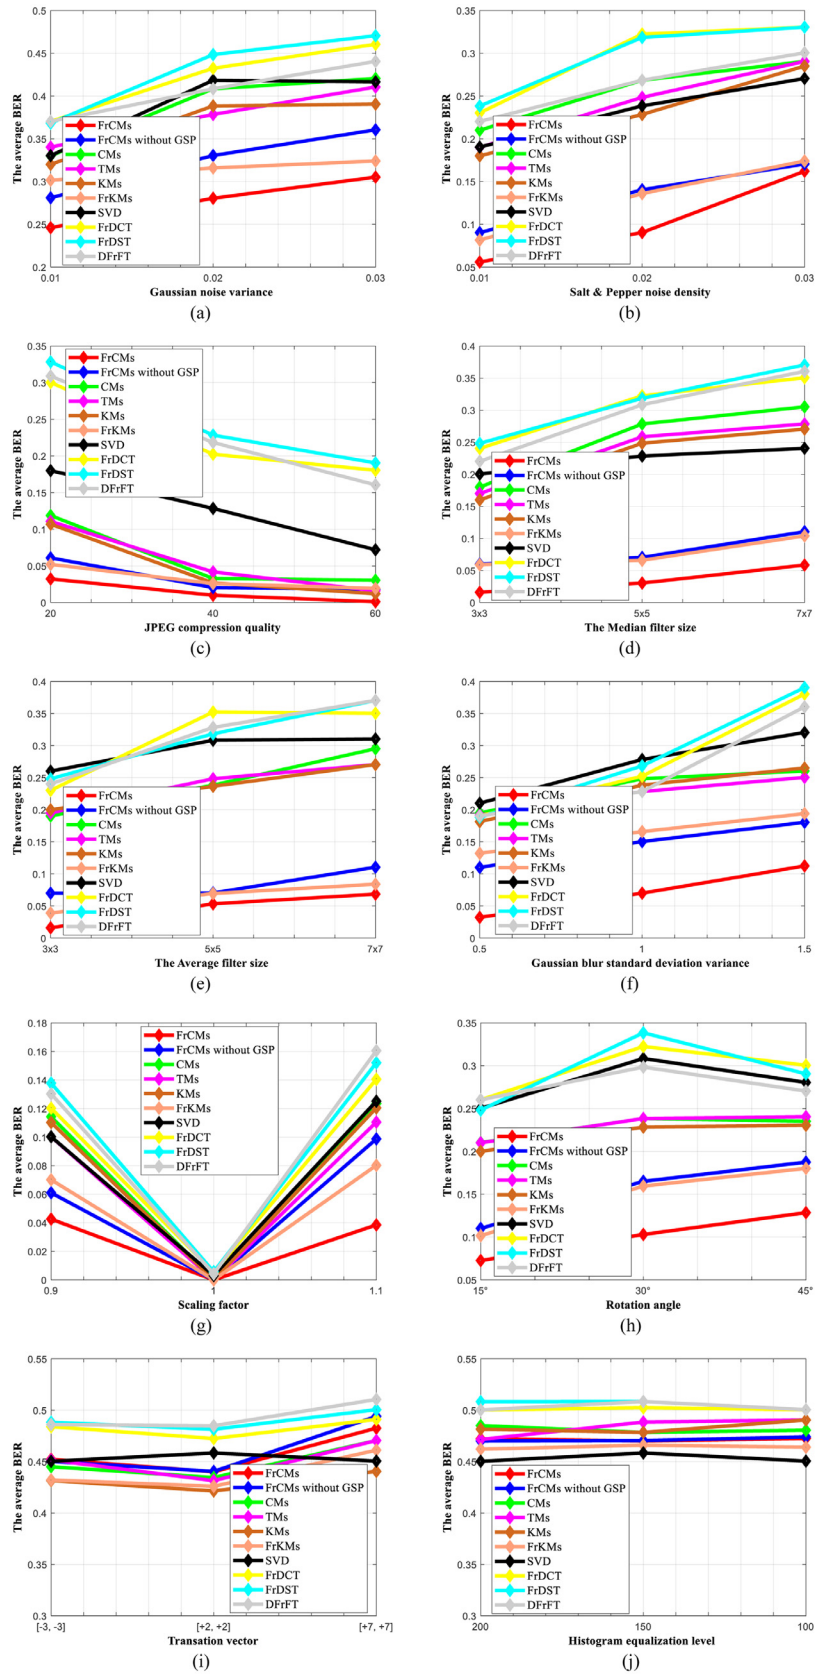 0.5
0.45
0.4
0.35
0.3
0.25
0.2
The average BER
FrCMs
FrCMs without GSP
CMs
TMs
KMs
FrKMs
SVD
FrDCT
FrDST
DFrFT
0.01 0.02 0.03
Gaussian noise variance
(a)
0.35
0.3
0.25
0.2
0.15
0.1
0.05
The average BER
FrCMs
FrCMs without GSP
CMs
TMs
KMs
FrKMs
SVD
FrDCT
FrDST
DFrFT
0.01 0.02 0.03
Salt & Pepper noise density
(b)
0.35
0.3
0.25
0.2
0.15
0.1
0.05
0
The average BER
FrCMs
FrCMs without GSP
CMs
TMs
KMs
FrKMs
SVD
FrDCT
FrDST
DFrFT
20 40 60
JPEG compression quality
(c)
0.4
0.35
0.3
0.25
0.2
0.15
0.1
0.05
0
The average BER
FrCMs
FrCMs without GSP
CMs
TMs
KMs
FrKMs
SVD
FrDCT
FrDST
DFrFT
3x3 5x5 7x7
The Median filter size
(d)
0.4
0.35
0.3
0.25
0.2
0.15
0.1
0.05
0
The average BER
FrCMs
FrCMs without GSP
CMs
TMs
KMs
FrKMs
SVD
FrDCT
FrDST
DFrFT
3x3 5x5 7x7
The Average filter size
(e)
0.4
0.35
0.3
0.25
0.2
0.15
0.1
0.05
0
The average BER
FrCMs
FrCMs without GSP
CMs
TMs
KMs
FrKMs
SVD
FrDCT
FrDST
DFrFT
0.5 1 1.5
Gaussian blur standard deviation variance
(f)
0.18
0.16
0.14
0.12
0.1
0.08
0.06
0.04
0.02
0
The average BER
FrCMs
FrCMs without GSP
CMs
TMs
KMs
FrKMs
SVD
FrDCT
FrDST
DFrFT
0.9 1 1.1
Scaling factor
(g)
0.35
0.3
0.25
0.2
0.15
0.1
0.05
The average BER
FrCMs
FrCMs without GSP
CMs
TMs
KMs
FrKMs
SVD
FrDCT
FrDST
DFrFT
15° 30° 45°
Rotation angle
(h)
0.55
0.5
0.45
0.4
0.35
0.3
The average BER
FrCMs
FrCMs without GSP
CMs
TMs
KMs
FrKMs
SVD
FrDCT
FrDST
DFrFT
[-3, -3] [+2, +2] [+7, +7]
Transation vector
(i)
0.55
0.5
0.45
0.4
0.35
0.3
The average BER
FrCMs
FrCMs without GSP
CMs
TMs
KMs
FrKMs
SVD
FrDCT
FrDST
DFrFT
200 150 100
Histogram equalization level
(j)